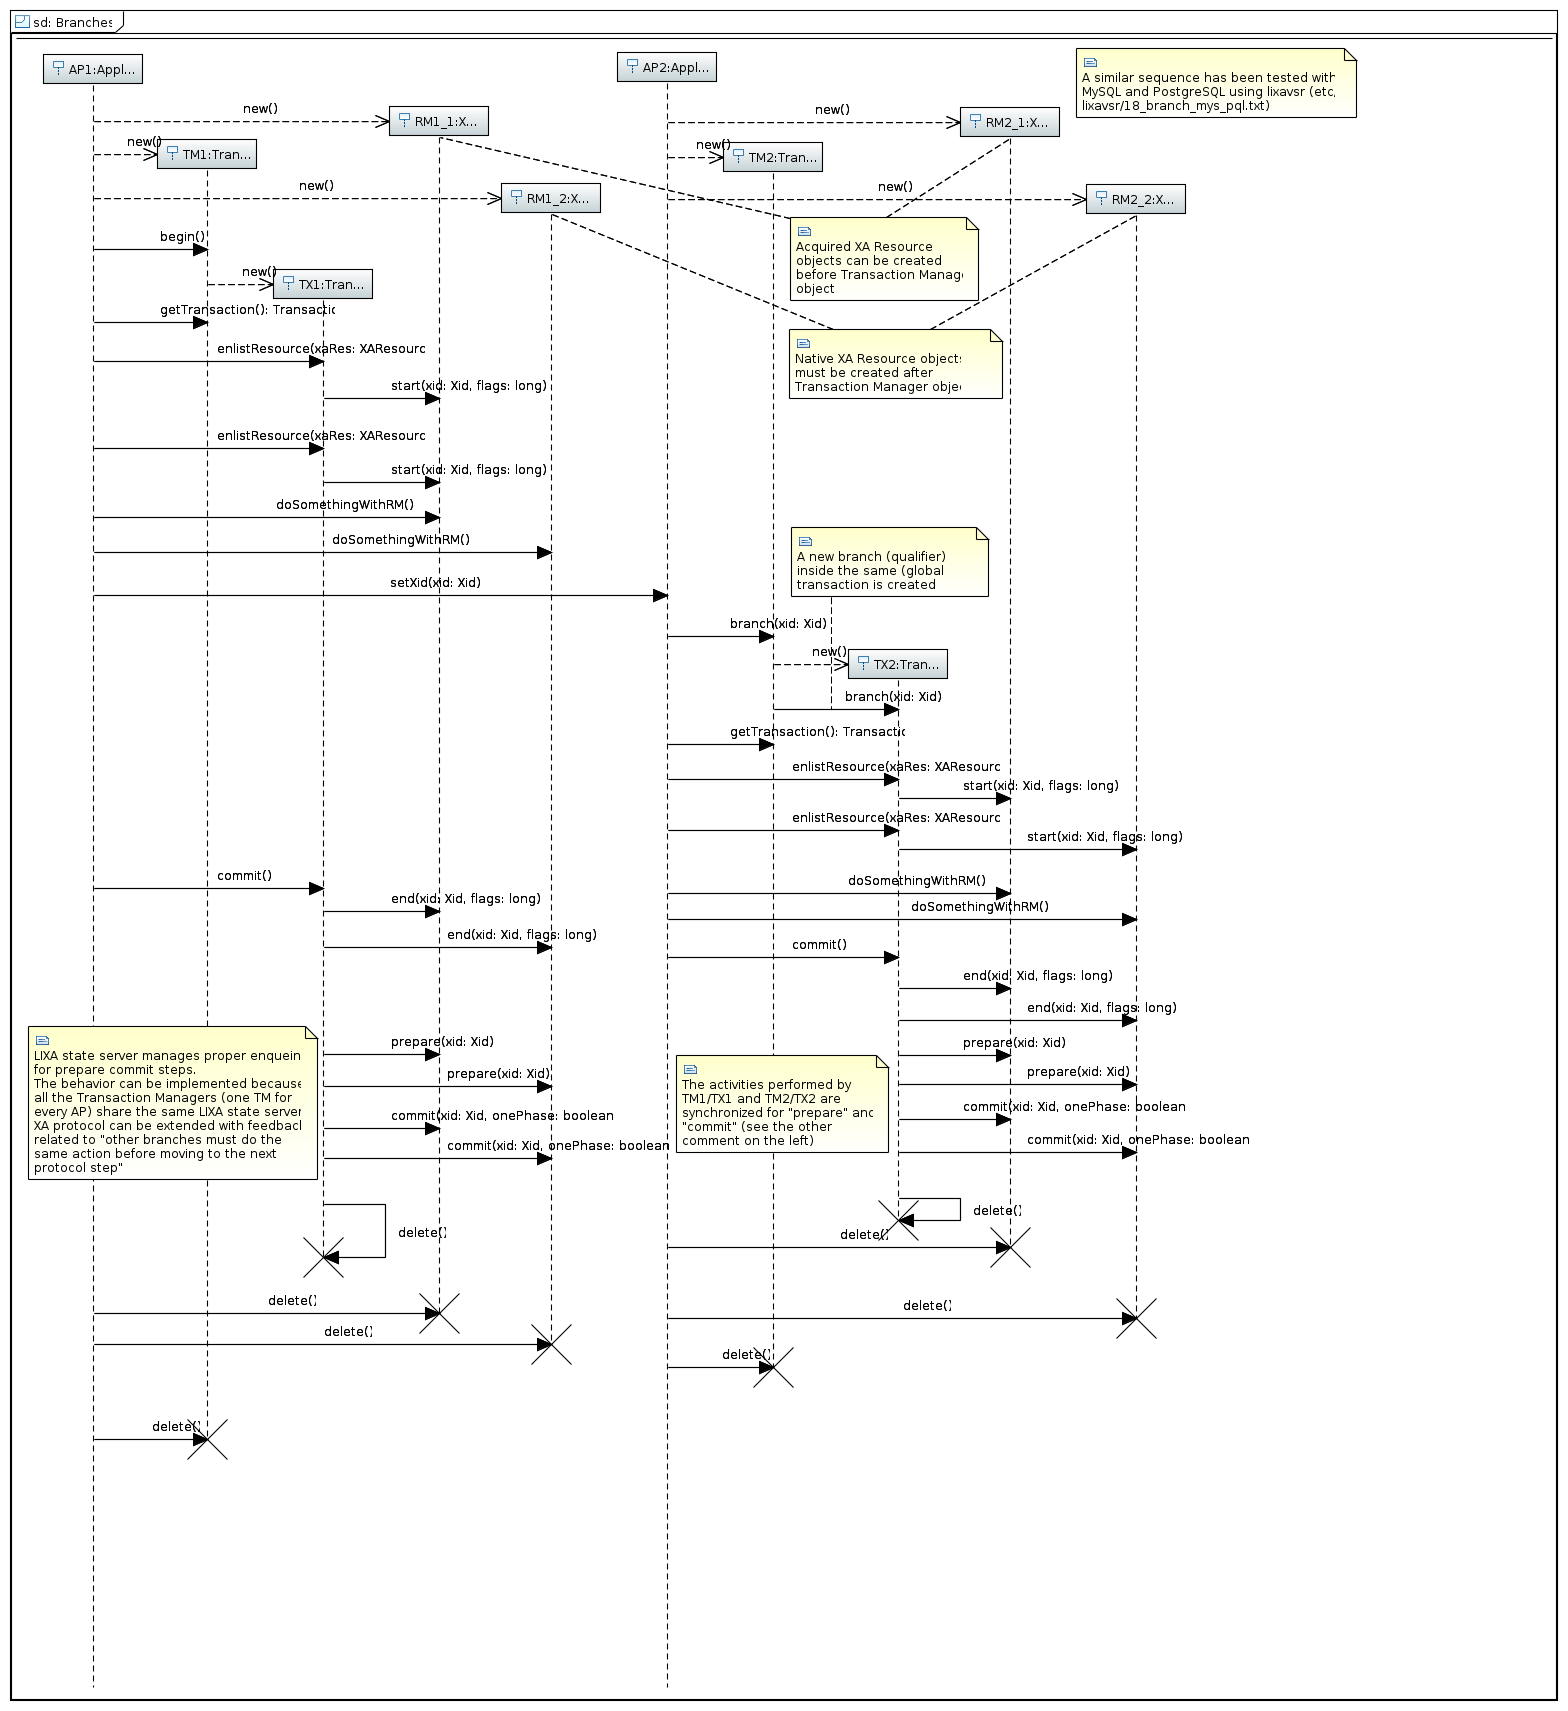 sd: Branches
AP1:Appl...
AP2:Appl...
A similar sequence has been tested with
MySQL and PostgreSQL using lixavsr (etc,
lixavsr/18_branch_mys_pql.txt)
new()
RM1_1:X...
new()
RM2_1:X...
new()
TM1:Tran...
new()
TM2:Tran...
new()
RM1_2:X...
new()
RM2_2:X...
begin()
Acquired XA Resource
objects can be created
before Transaction Manage
object
new()
TX1:Tran...
getTransaction(): Transactic
enlistResource(xaRes: XAResourc
Native XA Resource objects
must be created after
Transaction Manager obje
start(xid: Xid, flags: long)
enlistResource(xaRes: XAResourc
start(xid: Xid, flags: long)
doSomethingWithRM()
doSomethingWithRM()
A new branch (qualifier)
inside the same (global
transaction is created
setXid(xid: Xid)
branch(xid: Xid)
new()
TX2:Tran...
branch(xid: Xid)
getTransaction(): Transactic
enlistResource(xaRes: XAResourc
start(xid: Xid, flags: long)
enlistResource(xaRes: XAResourc
start(xid: Xid, flags: long)
commit()
doSomethingWithRM()
end(xid: Xid, flags: long)
doSomethingWithRM()
end(xid: Xid, flags: long)
commit()
end(xid: Xid, flags: long)
end(xid: Xid, flags: long)
LIXA state server manages proper enquein
for prepare commit steps.
The behavior can be implemented because
all the Transaction Managers (one TM for
every AP) share the same LIXA state server
XA protocol can be extended with feedback
related to "other branches must do the
same action before moving to the next
protocol step"
prepare(xid: Xid)
prepare(xid: Xid)
commit(xid: Xid, onePhase: boolean
commit(xid: Xid, onePhase: boolean
The activities performed by
TM1/TX1 and TM2/TX2 are
synchronized for "prepare" and
"commit" (see the other
comment on the left)
prepare(xid: Xid)
prepare(xid: Xid)
commit(xid: Xid, onePhase: boolean
commit(xid: Xid, onePhase: boolean
delete()
delete()
delete()
delete()
delete()
delete()
delete()
delete()